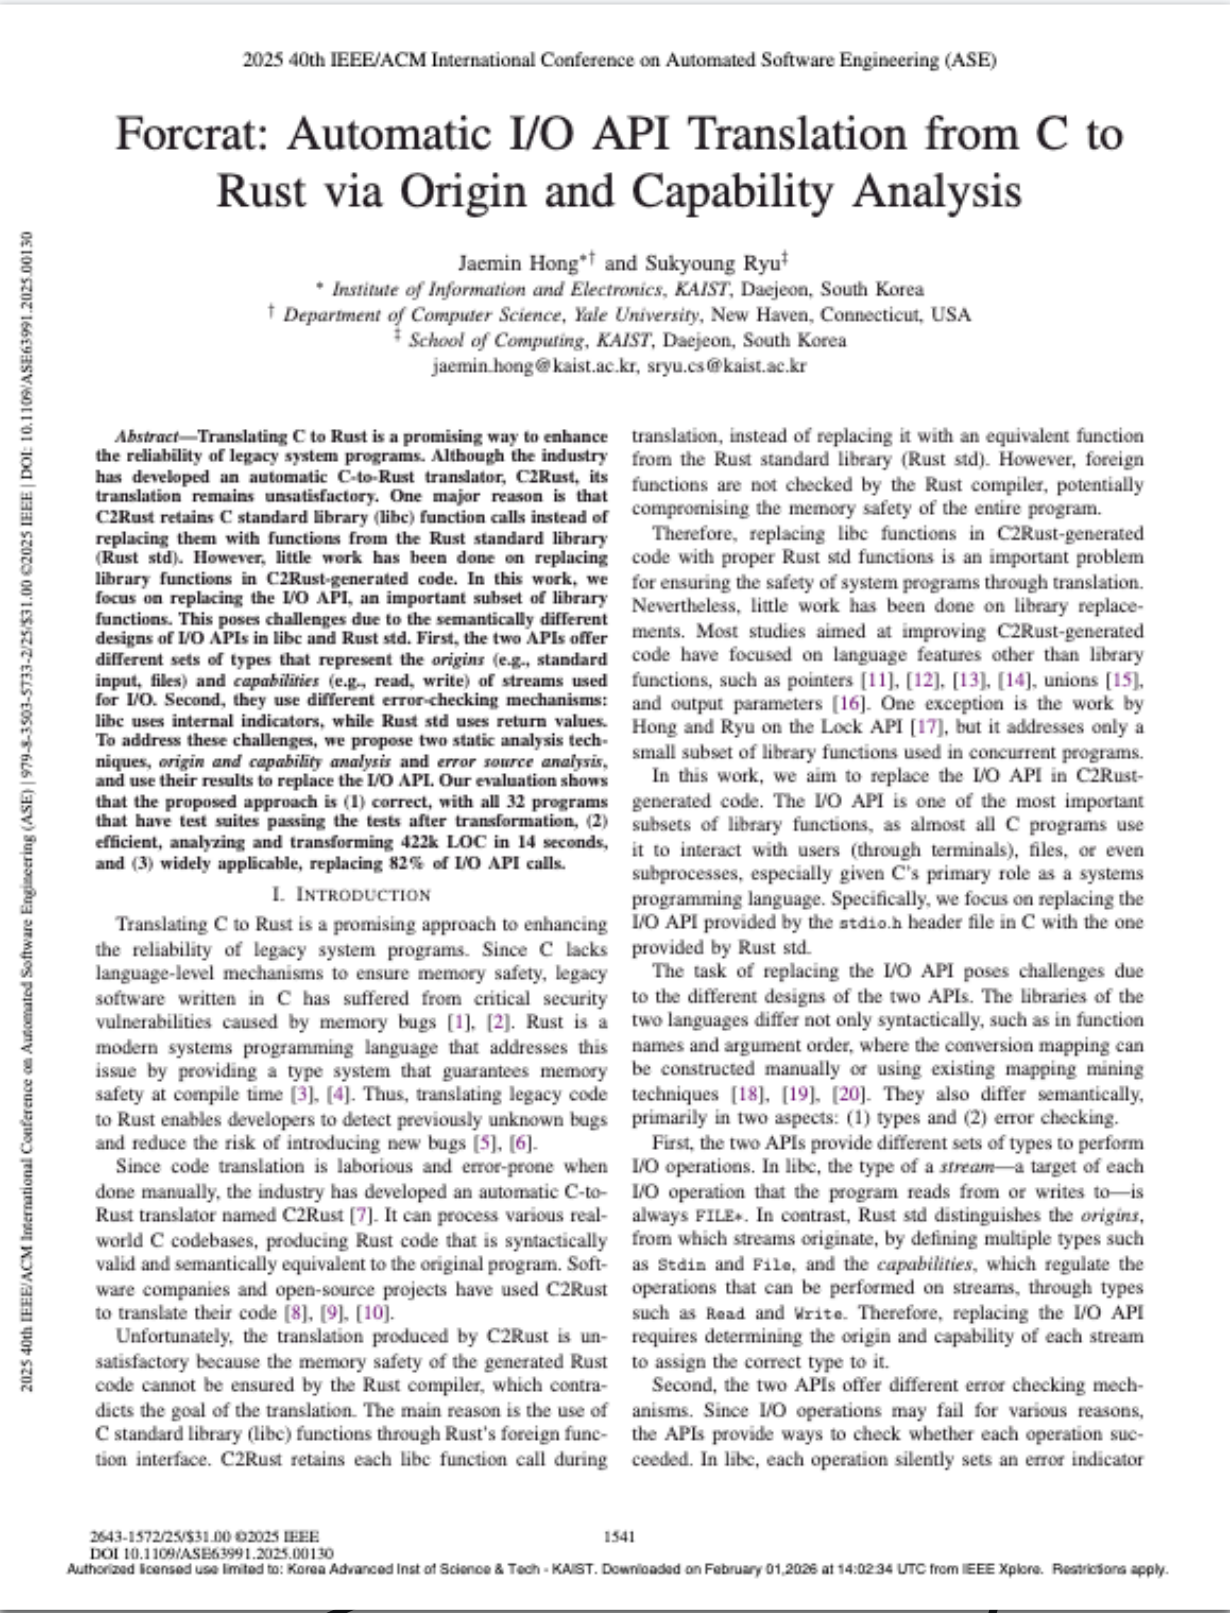 2025 40th IEEE/ACM International Conference on Automated Software Engineering (ASE)
Forcrat: Automatic I/O API Translation from C to
Rust via Origin and Capability Analysis
Jaemin Hong*† and Sukyoung Ryu‡
* Institute of Information and Electronics, KAIST, Daejeon, South Korea
† Department of Computer Science, Yale University, New Haven, Connecticut, USA
‡ School of Computing, KAIST, Daejeon, South Korea
jaemin.hong@kaist.ac.kr, sryu.cs@kaist.ac.kr
Abstract—Translating C to Rust is a promising way to enhance
the reliability of legacy system programs. Although the industry
has developed an automatic C-to-Rust translator, C2Rust, its
translation remains unsatisfactory. One major reason is that
C2Rust retains C standard library (libc) function calls instead of
replacing them with functions from the Rust standard library
(Rust std). However, little work has been done on replacing
library functions in C2Rust-generated code. In this work, we
focus on replacing the I/O API, an important subset of library
functions. This poses challenges due to the semantically different
designs of I/O APIs in libc and Rust std. First, the two APIs offer
different sets of types that represent the origins (e.g., standard
input, files) and capabilities (e.g., read, write) of streams used
for I/O. Second, they use different error-checking mechanisms:
libc uses internal indicators, while Rust std uses return values.
To address these challenges, we propose two static analysis tech-
niques, origin and capability analysis and error source analysis,
and use their results to replace the I/O API. Our evaluation shows
that the proposed approach is (1) correct, with all 32 programs
that have test suites passing the tests after transformation, (2)
efficient, analyzing and transforming 422k LOC in 14 seconds,
and (3) widely applicable, replacing 82% of I/O API calls.
I. INTRODUCTION
Translating C to Rust is a promising approach to enhancing
the reliability of legacy system programs. Since C lacks
language-level mechanisms to ensure memory safety, legacy
software written in C has suffered from critical security
vulnerabilities caused by memory bugs [1], [2]. Rust is a
modern systems programming language that addresses this
issue by providing a type system that guarantees memory
safety at compile time [3], [4]. Thus, translating legacy code
to Rust enables developers to detect previously unknown bugs
and reduce the risk of introducing new bugs [5], [6].
Since code translation is laborious and error-prone when
done manually, the industry has developed an automatic C-to-
Rust translator named C2Rust [7]. It can process various real-
world C codebases, producing Rust code that is syntactically
valid and semantically equivalent to the original program. Soft-
ware companies and open-source projects have used C2Rust
to translate their code [8], [9], [10].
Unfortunately, the translation produced by C2Rust is un-
satisfactory because the memory safety of the generated Rust
code cannot be ensured by the Rust compiler, which contra-
dicts the goal of the translation. The main reason is the use of
C standard library (libc) functions through Rust's foreign func-
tion interface. C2Rust retains each libc function call during
translation, instead of replacing it with an equivalent function
from the Rust standard library (Rust std). However, foreign
functions are not checked by the Rust compiler, potentially
compromising the memory safety of the entire program.
Therefore, replacing libc functions in C2Rust-generated
code with proper Rust std functions is an important problem
for ensuring the safety of system programs through translation.
Nevertheless, little work has been done on library replace-
ments. Most studies aimed at improving C2Rust-generated
code have focused on language features other than library
functions, such as pointers [11], [12], [13], [14], unions [15],
and output parameters [16]. One exception is the work by
Hong and Ryu on the Lock API [17], but it addresses only a
small subset of library functions used in concurrent programs.
In this work, we aim to replace the I/O API in C2Rust-
generated code. The I/O API is one of the most important
subsets of library functions, as almost all C programs use
it to interact with users (through terminals), files, or even
subprocesses, especially given C's primary role as a systems
programming language. Specifically, we focus on replacing the
I/O API provided by the stdio.h header file in C with the one
provided by Rust std.
The task of replacing the I/O API poses challenges due
to the different designs of the two APIs. The libraries of the
two languages differ not only syntactically, such as in function
names and argument order, where the conversion mapping can
be constructed manually or using existing mapping mining
techniques [18], [19], [20]. They also differ semantically,
primarily in two aspects: (1) types and (2) error checking.
First, the two APIs provide different sets of types to perform
I/O operations. In libc, the type of a stream—a target of each
I/O operation that the program reads from or writes to—is
always FILE*. In contrast, Rust std distinguishes the origins,
from which streams originate, by defining multiple types such
as Stdin and File, and the capabilities, which regulate the
operations that can be performed on streams, through types
such as Read and Write. Therefore, replacing the I/O API
requires determining the origin and capability of each stream
to assign the correct type to it.
Second, the two APIs offer different error checking mech-
anisms. Since I/O operations may fail for various reasons,
the APIs provide ways to check whether each operation suc-
ceeded. In libc, each operation silently sets an error indicator
2025 40th IEEE/ACM International Conference on Automated Software Engineering (ASE) | 979-8-3503-5733-2/25/$31.00 ©2025 IEEE | DOI: 10.1109/ASE63991.2025.00130
2643-1572/25/$31.00 ©2025 IEEE
DOI 10.1109/ASE63991.2025.00130
1541
Authorized licensed use limited to: Korea Advanced Inst of Science & Tech - KAIST. Downloaded on February 01,2026 at 14:02:34 UTC from IEEE Xplore. Restrictions apply.